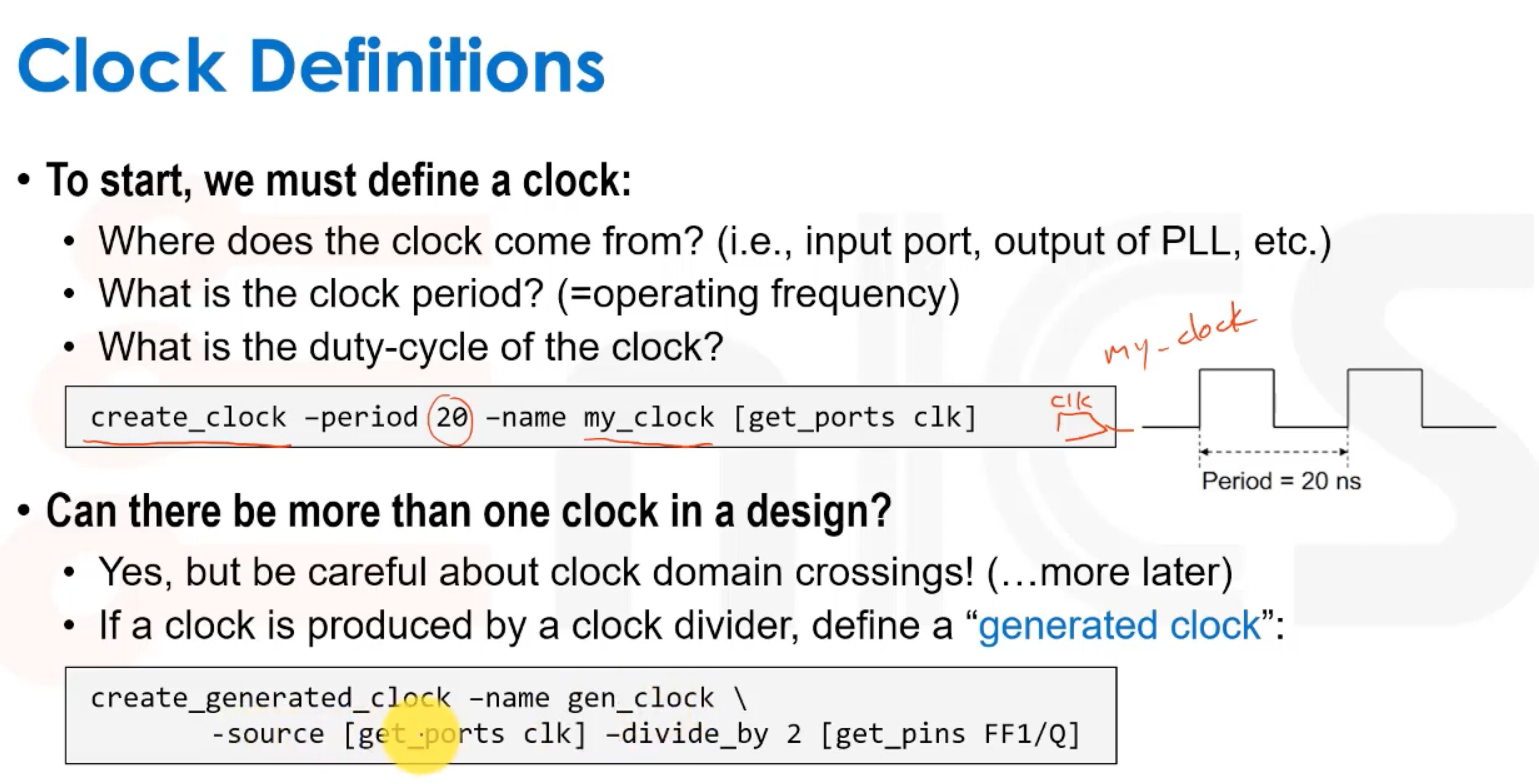 Clock Definitions
• To start, we must define a clock:
• Where does the clock come from? (i.e., input port, output of PLL, etc.)
• What is the clock period? (=operating frequency)
• What is the duty-cycle of the clock?
my_clock
create_clock –period 20 –name my_clock [get_ports clk]
clk
Period = 20 ns
• Can there be more than one clock in a design?
• Yes, but be careful about clock domain crossings! (…more later)
• If a clock is produced by a clock divider, define a “generated clock”:
create_generated_clock –name gen_clock \
-source [get_ports clk] –divide_by 2 [get_pins FF1/Q]